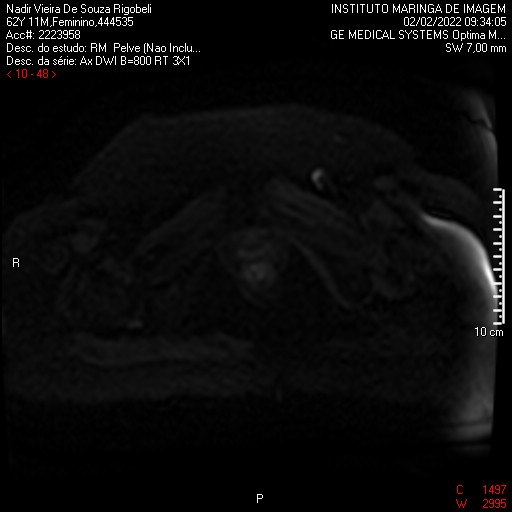 Nadir Vieira De Souza Rigobeli
62Y 11M,Feminino,444535
Acc#: 2223958
Desc. do estudo: RM  Pelve (Nao Inclu...
Desc. da série: Ax DWI B=800 RT 3X1
< 10 - 48 >
INSTITUTO MARINGA DE IMAGEM
02/02/2022 09:34:05
GE MEDICAL SYSTEMS Optima M...
SW 7,00 mm
R
10 cm
P
C 1497
W 2995